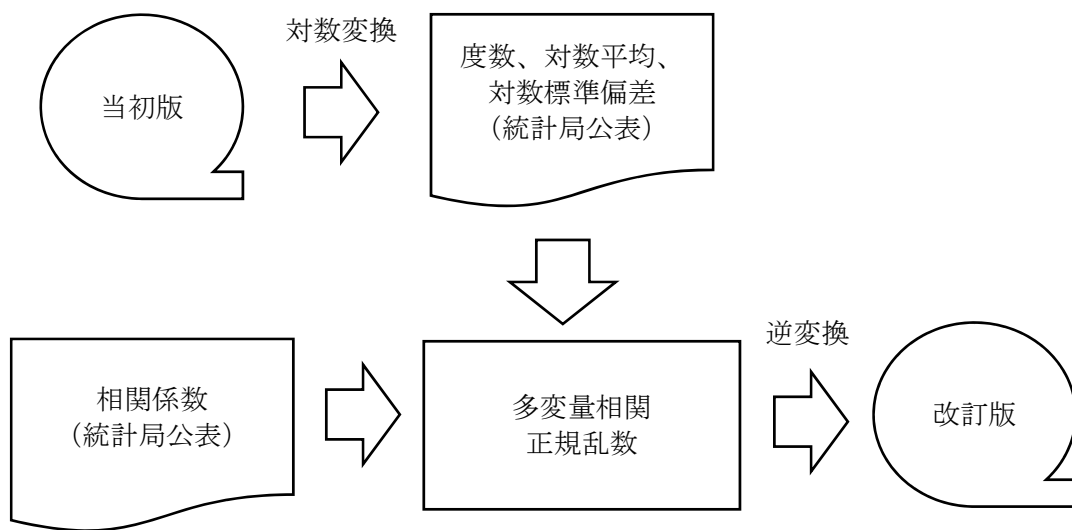 対数変換
当初版
度数、対数平均、
対数標準偏差
(統計局公表)
逆変換
相関係数
(統計局公表)
多変量相関
正規乱数
改訂版